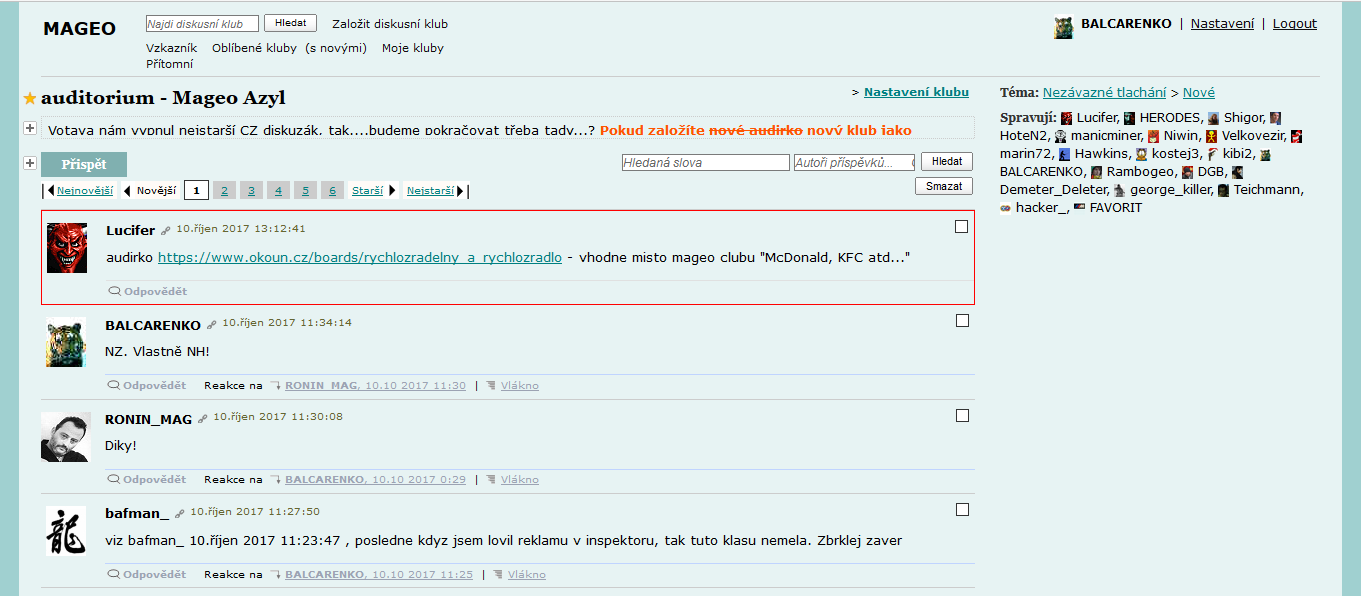 MAGEO
Najdi diskusní klub Hledat Založit diskusní klub
BALCARENKO | Nastavení | Logout
Vzkazník Oblíbené kluby (s novými) Moje kluby
Přítomní
auditorium - Mageo Azyl
> Nastavení klubu
Votava nám vypnul nejstarší CZ diskuzák, tak....budeme pokračovat třeba tady...? Pokud založíte nové audirko nový klub jako
Přispět
Hledaná slova Autoři příspěvků... Hledat
Nejnovější Novější 1 2 3 4 5 6 Starší Nejstarší
Smazat
Lucifer 10.říjen 2017 13:12:41
audirko https://www.okoun.cz/boards/rychlozradelny_a_rychlozradlo - vhodne misto mageo clubu "McDonald, KFC atd..."
Odpovědět
BALCARENKO 10.říjen 2017 11:34:14
NZ. Vlastně NH!
Odpovědět Reakce na RONIN_MAG, 10.10 2017 11:30 | Vlákno
RONIN_MAG 10.říjen 2017 11:30:08
Diky!
Odpovědět Reakce na BALCARENKO, 10.10 2017 0:29 | Vlákno
龍
bafman_ 10.říjen 2017 11:27:50
viz bafman_ 10.říjen 2017 11:23:47 , posledne kdyz jsem lovil reklamu v inspektoru, tak tuto klasu nemela. Zbrklej zaver
Odpovědět Reakce na BALCARENKO, 10.10 2017 11:25 | Vlákno
Téma: Nezávazné tlachání > Nové
Spravují: Lucifer, HERODES, Shigor,
HoteN2, manicminer, Niwin, Velkovezir,
marin72, Hawkins, kostej3, kibi2,
BALCARENKO, Rambogeo, DGB,
Demeter_Deleter, george_killer, Teichmann,
hacker_, FAVORIT